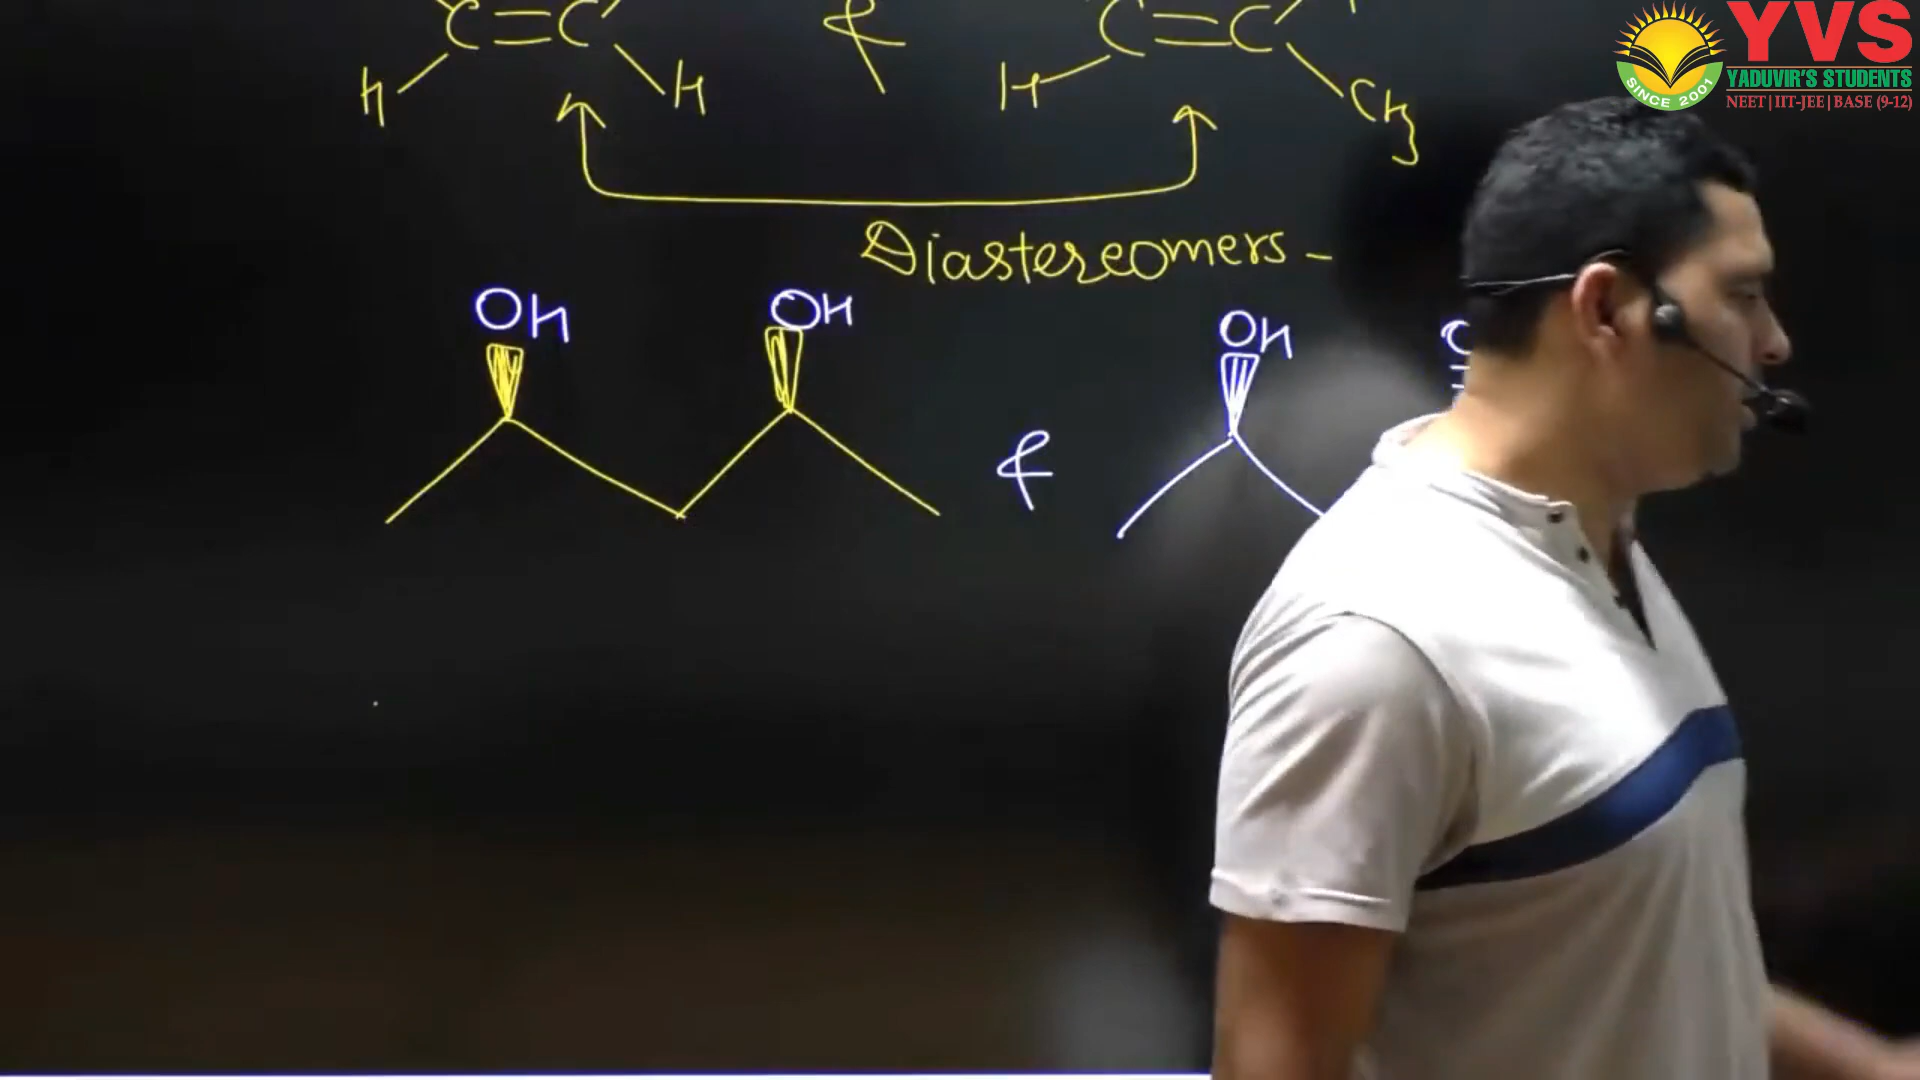 C=C & C=C
H H H CH3
Diastereomers -
OH OH & OH
YVS
YADUVIR'S STUDENTS
NEET | IIT-JEE | BASE (9-12)
SINCE 2001